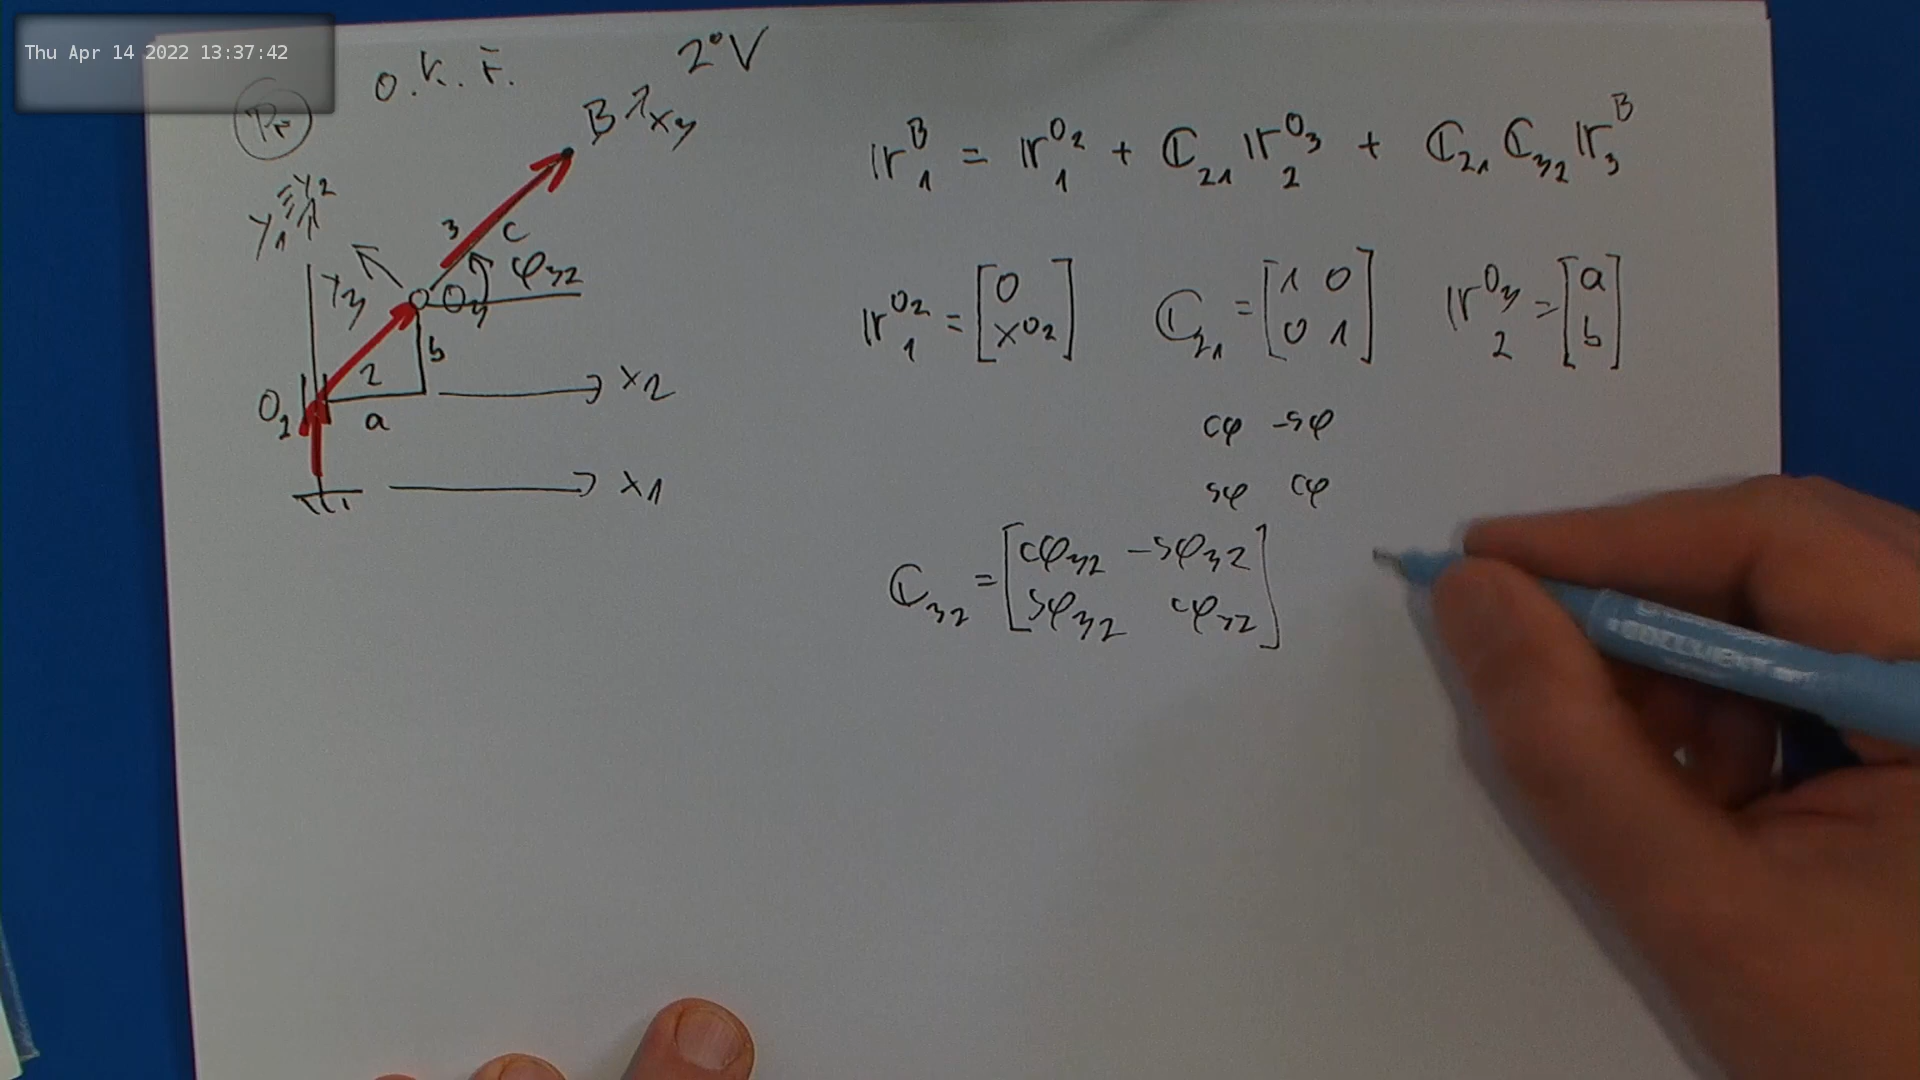 Thu Apr 14 2022 13:37:42
Př
O.K.Ř.
2°V
B λxy
y1 ≡ y2
3
c
φ32
y3
O3
b
2
x2
O2
a
x1
r₁ᴮ = r₁ᴼ² + C₂₁ r₂ᴼ³ + C₂₁ C₃₂ r₃ᴮ
r₁ᴼ² = [0 xᴼ²] C₂₁ = [1 0 0 1] r₂ᴼ³ = [a b]
cφ -sφ
sφ cφ
C₃₂ = [cφ₃₂ -sφ₃₂ sφ₃₂ cφ₃₂]